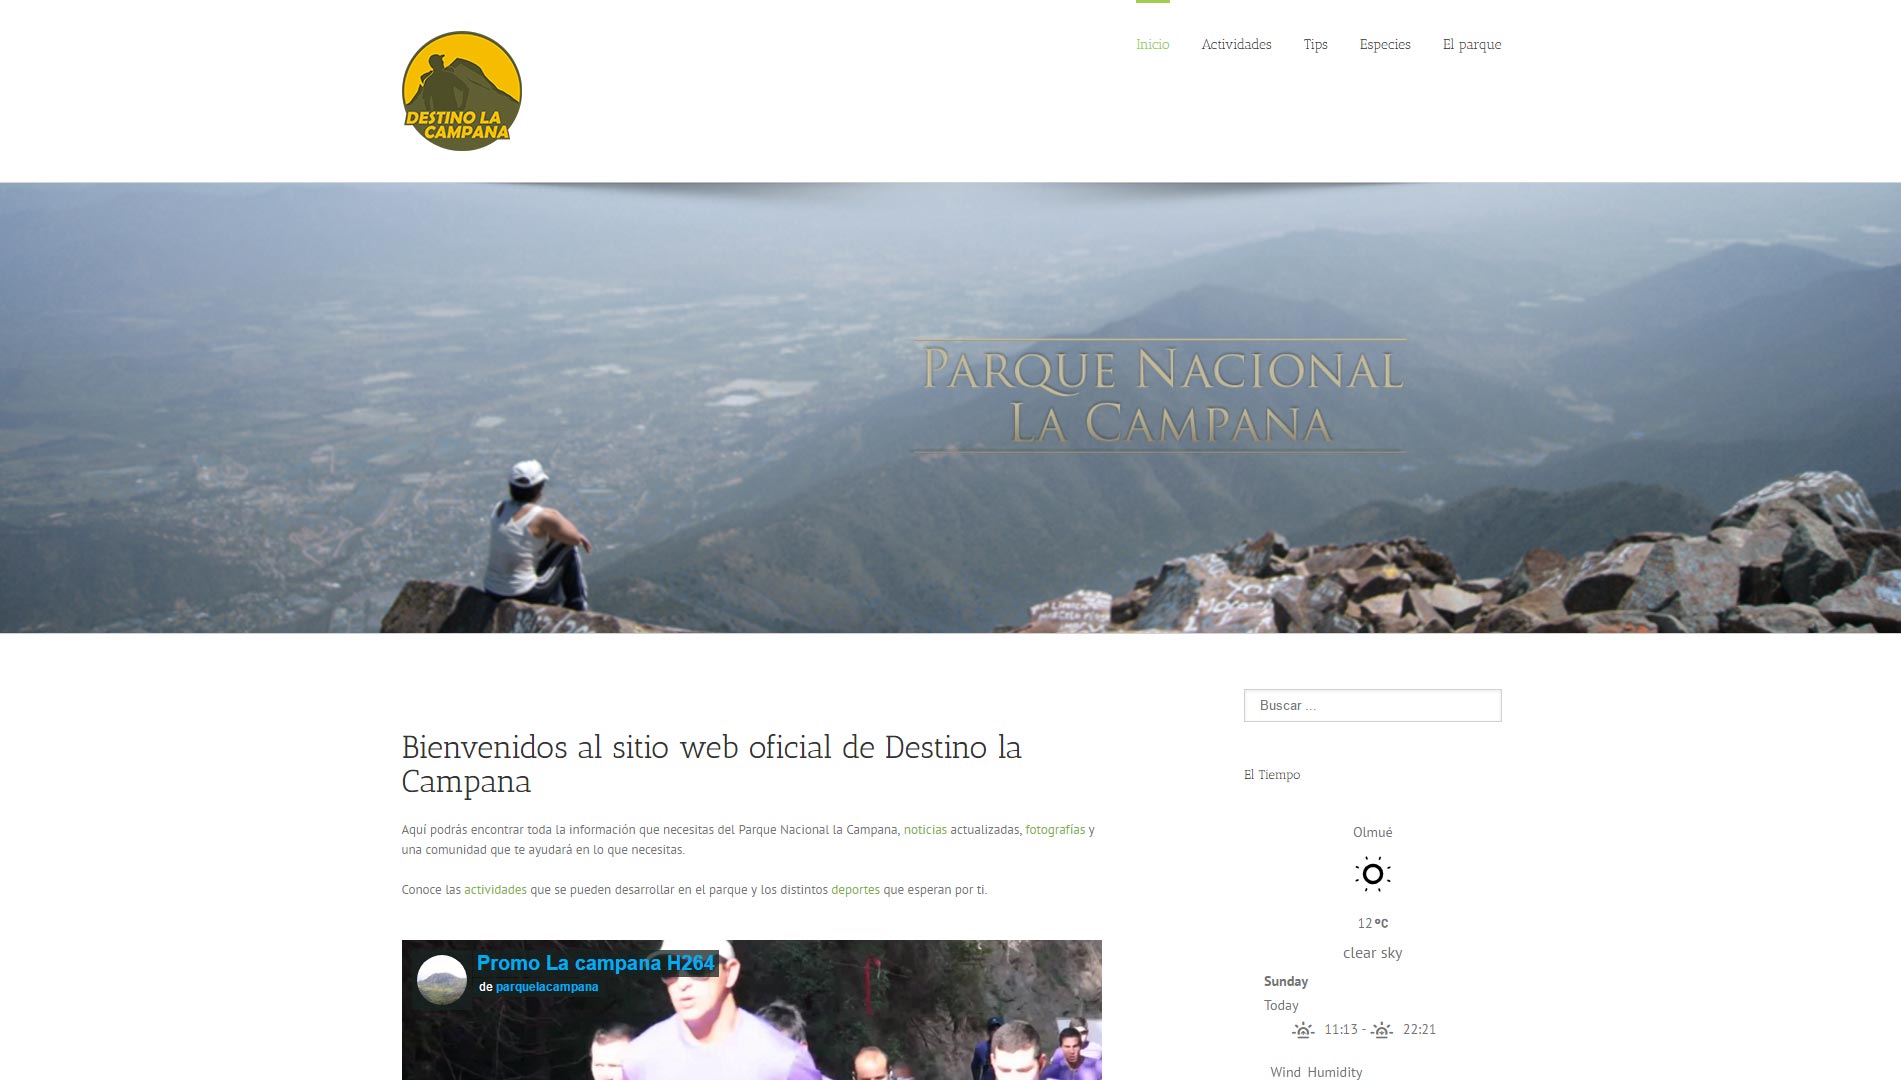 DESTINO LA
CAMPANA
Inicio
Actividades
Tips
Especies
El parque
PARQUE NACIONAL
LA CAMPANA
Bienvenidos al sitio web oficial de Destino la
Campana
Aquí podrás encontrar toda la información que necesitas del Parque Nacional la Campana, noticias actualizadas, fotografías y
una comunidad que te ayudará en lo que necesitas.
Conoce las actividades que se pueden desarrollar en el parque y los distintos deportes que esperan por ti.
Promo La campana H264
de parquelacampana
Buscar ...
El Tiempo
Olmué
12 ºC
clear sky
Sunday
Today
11:13 - 22:21
Wind Humidity